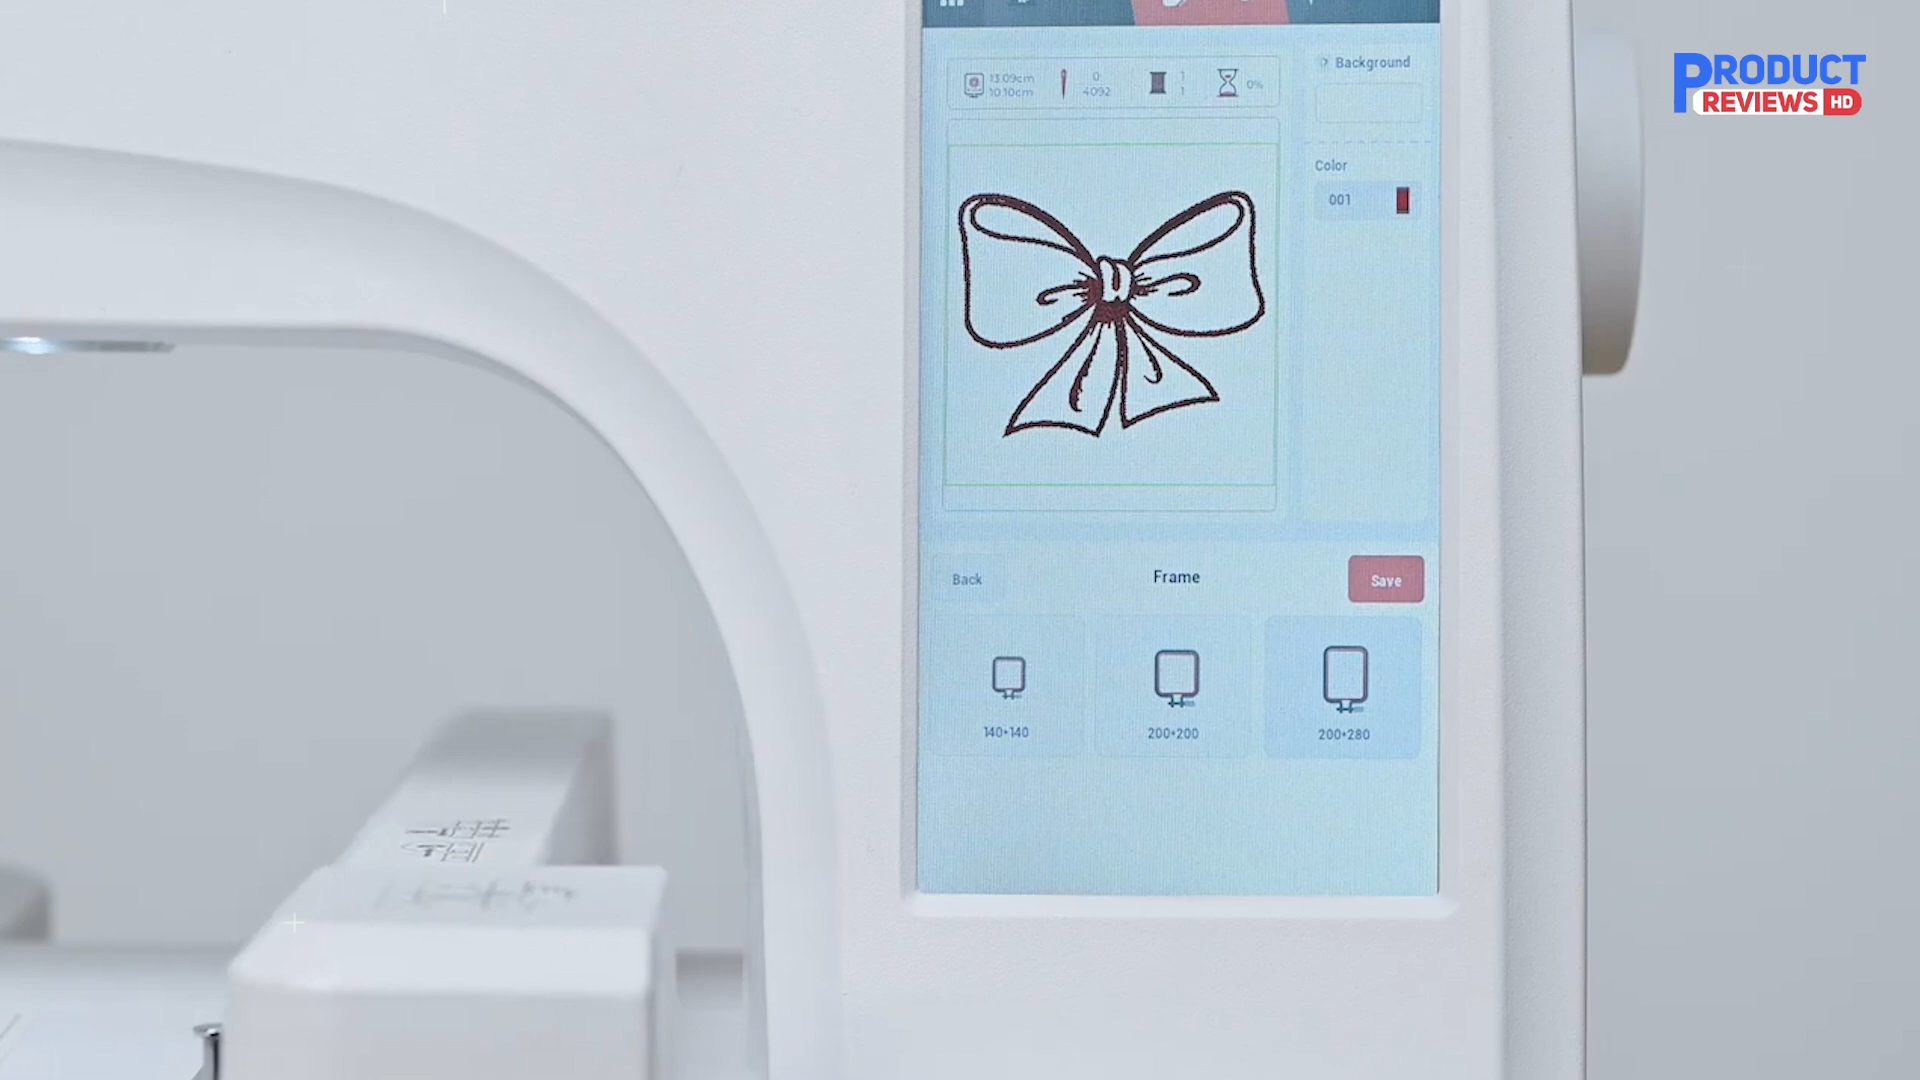 13.09cm
10.10cm
0
4092
1
1
0%
Background
Color
001
Back
Frame
Save
140*140
200*200
200*280
PRODUCT
REVIEWS HD